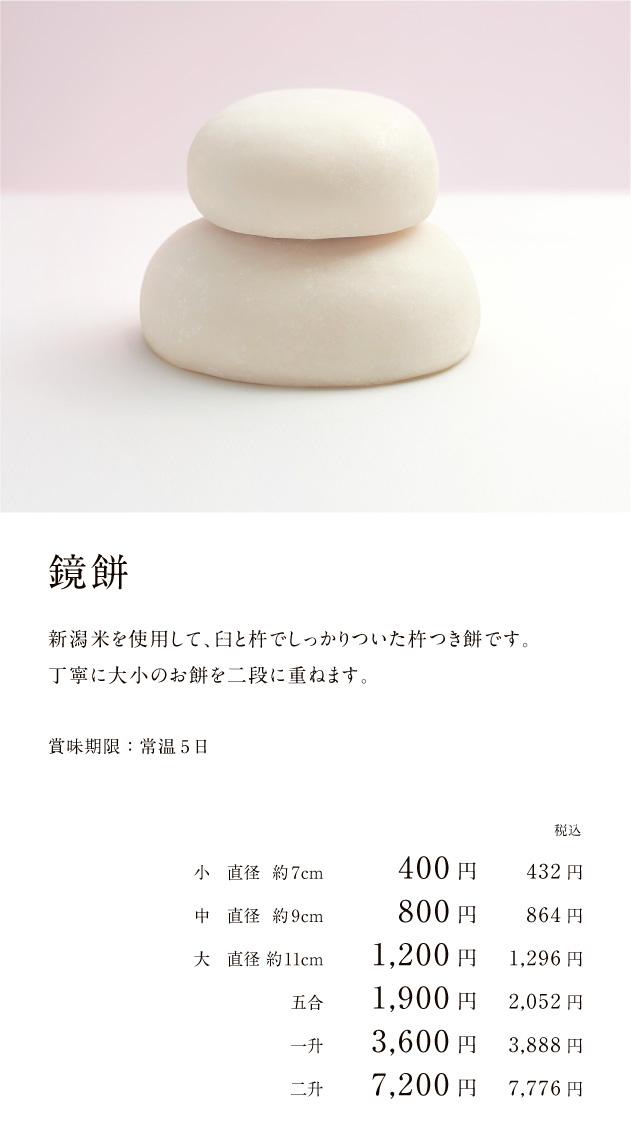 鏡餅
新潟米を使用して、臼と杵でしっかりついた杵つき餅です。
丁寧に大小のお餅を二段に重ねます。
賞味期限：常温5日
税込
小 直径 約7cm 400円 432円
中 直径 約9cm 800円 864円
大 直径 約11cm 1,200円 1,296円
五合 1,900円 2,052円
一升 3,600円 3,888円
二升 7,200円 7,776円